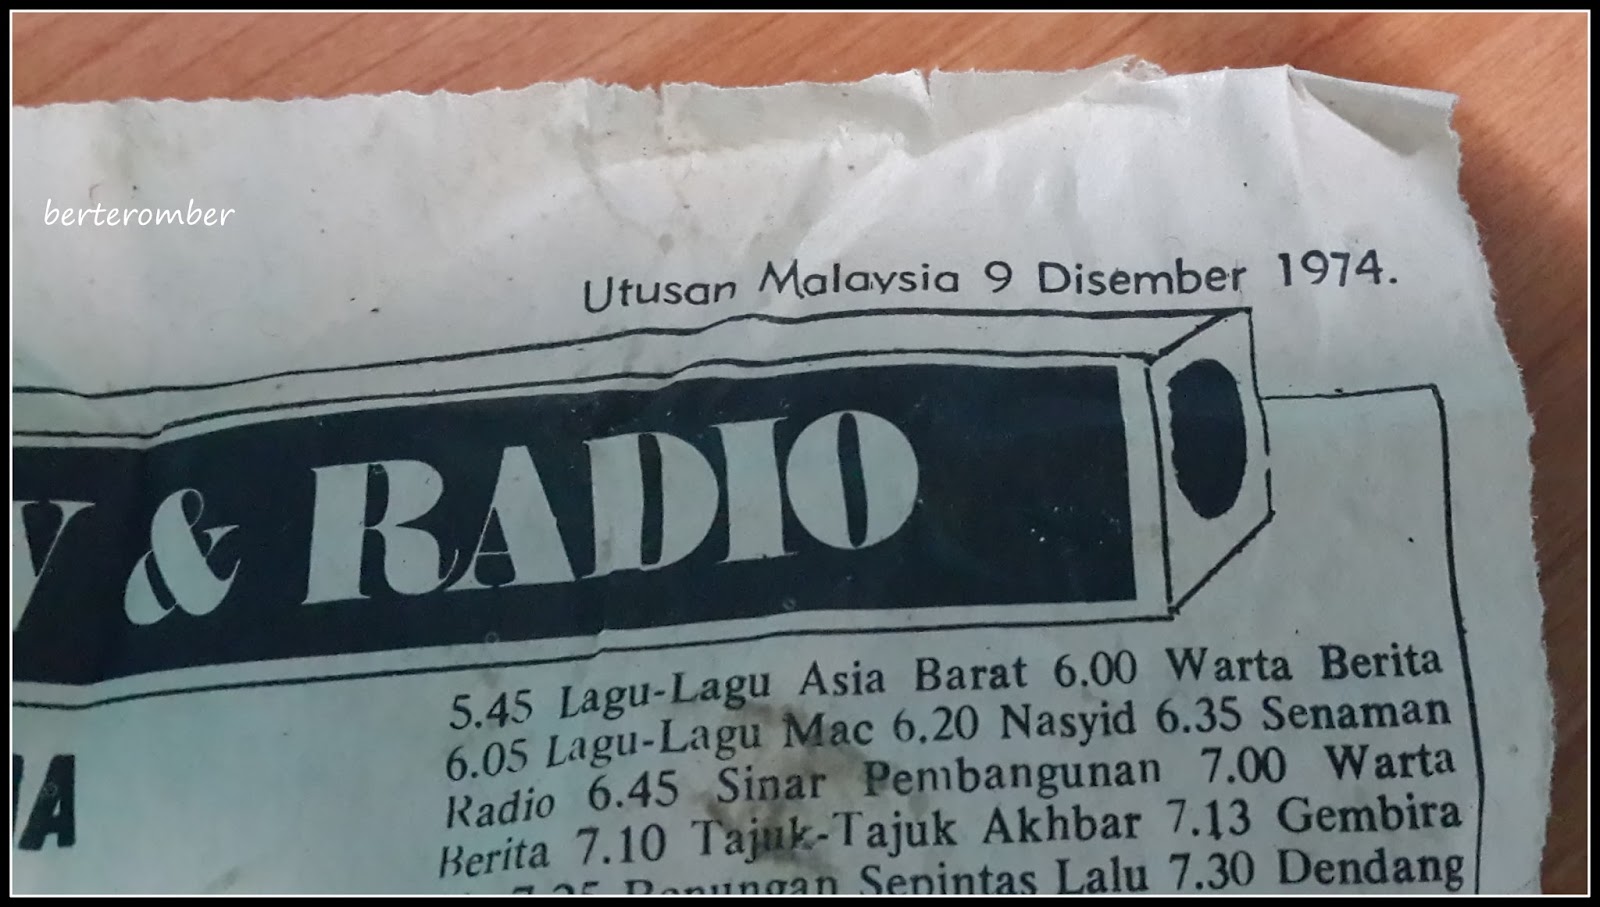 berteromber
Utusan Malaysia 9 Disember 1974.
V & RADIO
5.45 Lagu-Lagu Asia Barat 6.00 Warta Berita
6.05 Lagu-Lagu Mac 6.20 Nasyid 6.35 Senaman
Radio 6.45 Sinar Pembangunan 7.00 Warta
Berita 7.10 Tajuk-Tajuk Akhbar 7.13 Gembira
Sepintas Lalu 7.30 Dendang